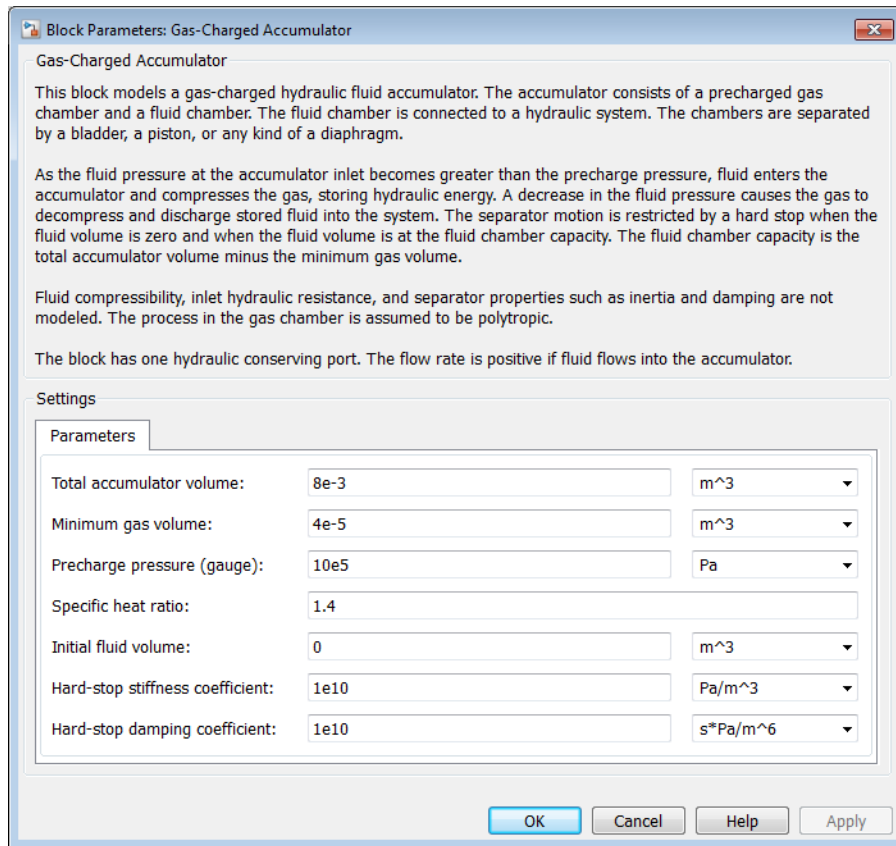 Block Parameters: Gas-Charged Accumulator
Gas-Charged Accumulator
This block models a gas-charged hydraulic fluid accumulator. The accumulator consists of a precharged gas
chamber and a fluid chamber. The fluid chamber is connected to a hydraulic system. The chambers are separated
by a bladder, a piston, or any kind of a diaphragm.
As the fluid pressure at the accumulator inlet becomes greater than the precharge pressure, fluid enters the
accumulator and compresses the gas, storing hydraulic energy. A decrease in the fluid pressure causes the gas to
decompress and discharge stored fluid into the system. The separator motion is restricted by a hard stop when the
fluid volume is zero and when the fluid volume is at the fluid chamber capacity. The fluid chamber capacity is the
total accumulator volume minus the minimum gas volume.
Fluid compressibility, inlet hydraulic resistance, and separator properties such as inertia and damping are not
modeled. The process in the gas chamber is assumed to be polytropic.
The block has one hydraulic conserving port. The flow rate is positive if fluid flows into the accumulator.
Settings
Parameters
Total accumulator volume: 8e-3 m^3
Minimum gas volume: 4e-5 m^3
Precharge pressure (gauge): 10e5 Pa
Specific heat ratio: 1.4
Initial fluid volume: 0 m^3
Hard-stop stiffness coefficient: 1e10 Pa/m^3
Hard-stop damping coefficient: 1e10 s*Pa/m^6
OK Cancel Help Apply